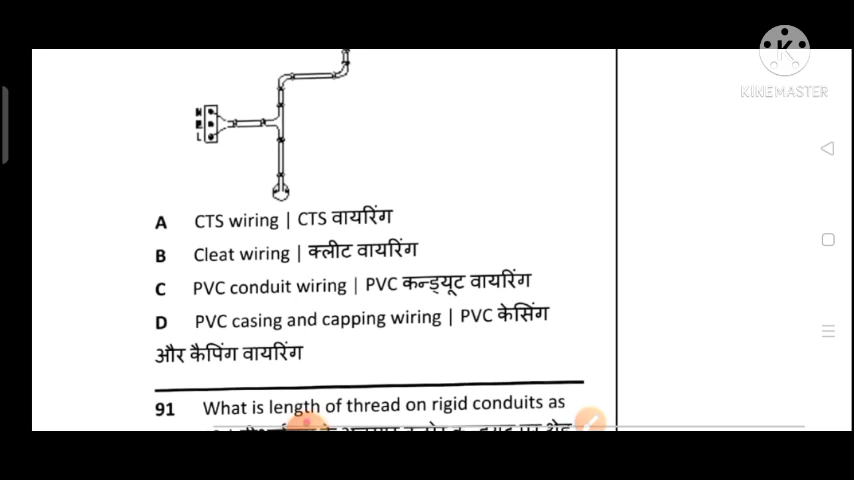 KINEMASTER
N
E
L
A CTS wiring | CTS वायरिंग
B Cleat wiring | क्लीट वायरिंग
C PVC conduit wiring | PVC कन्ड्यूट वायरिंग
D PVC casing and capping wiring | PVC केसिंग
और कैपिंग वायरिंग
91 What is length of thread on rigid conduits as